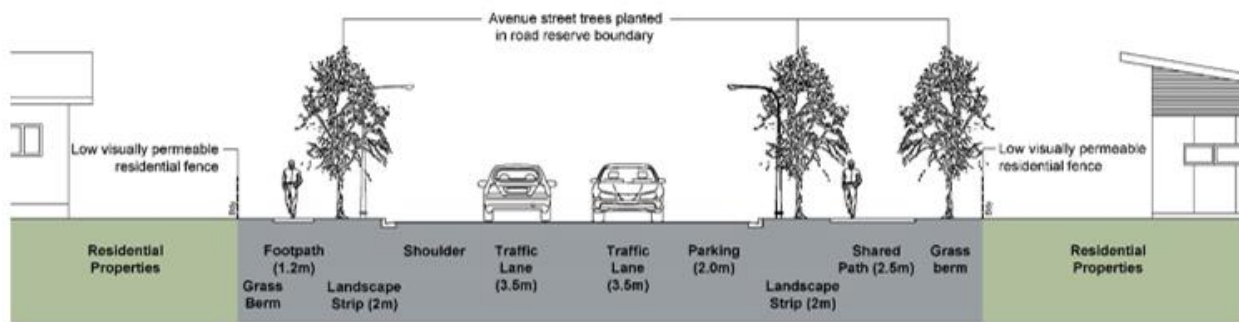 Avenue street trees planted
in road reserve boundary
Low visually permeable
residential fence
Low visually permeable
residential fence
Residential
Properties
Footpath
(1.2m)
Grass
Berm
Landscape
Strip (2m)
Shoulder
Traffic
Lane
(3.5m)
Traffic
Lane
(3.5m)
Parking
(2.0m)
Landscape
Strip (2m)
Shared
Path (2.5m)
Grass
berm
Residential
Properties